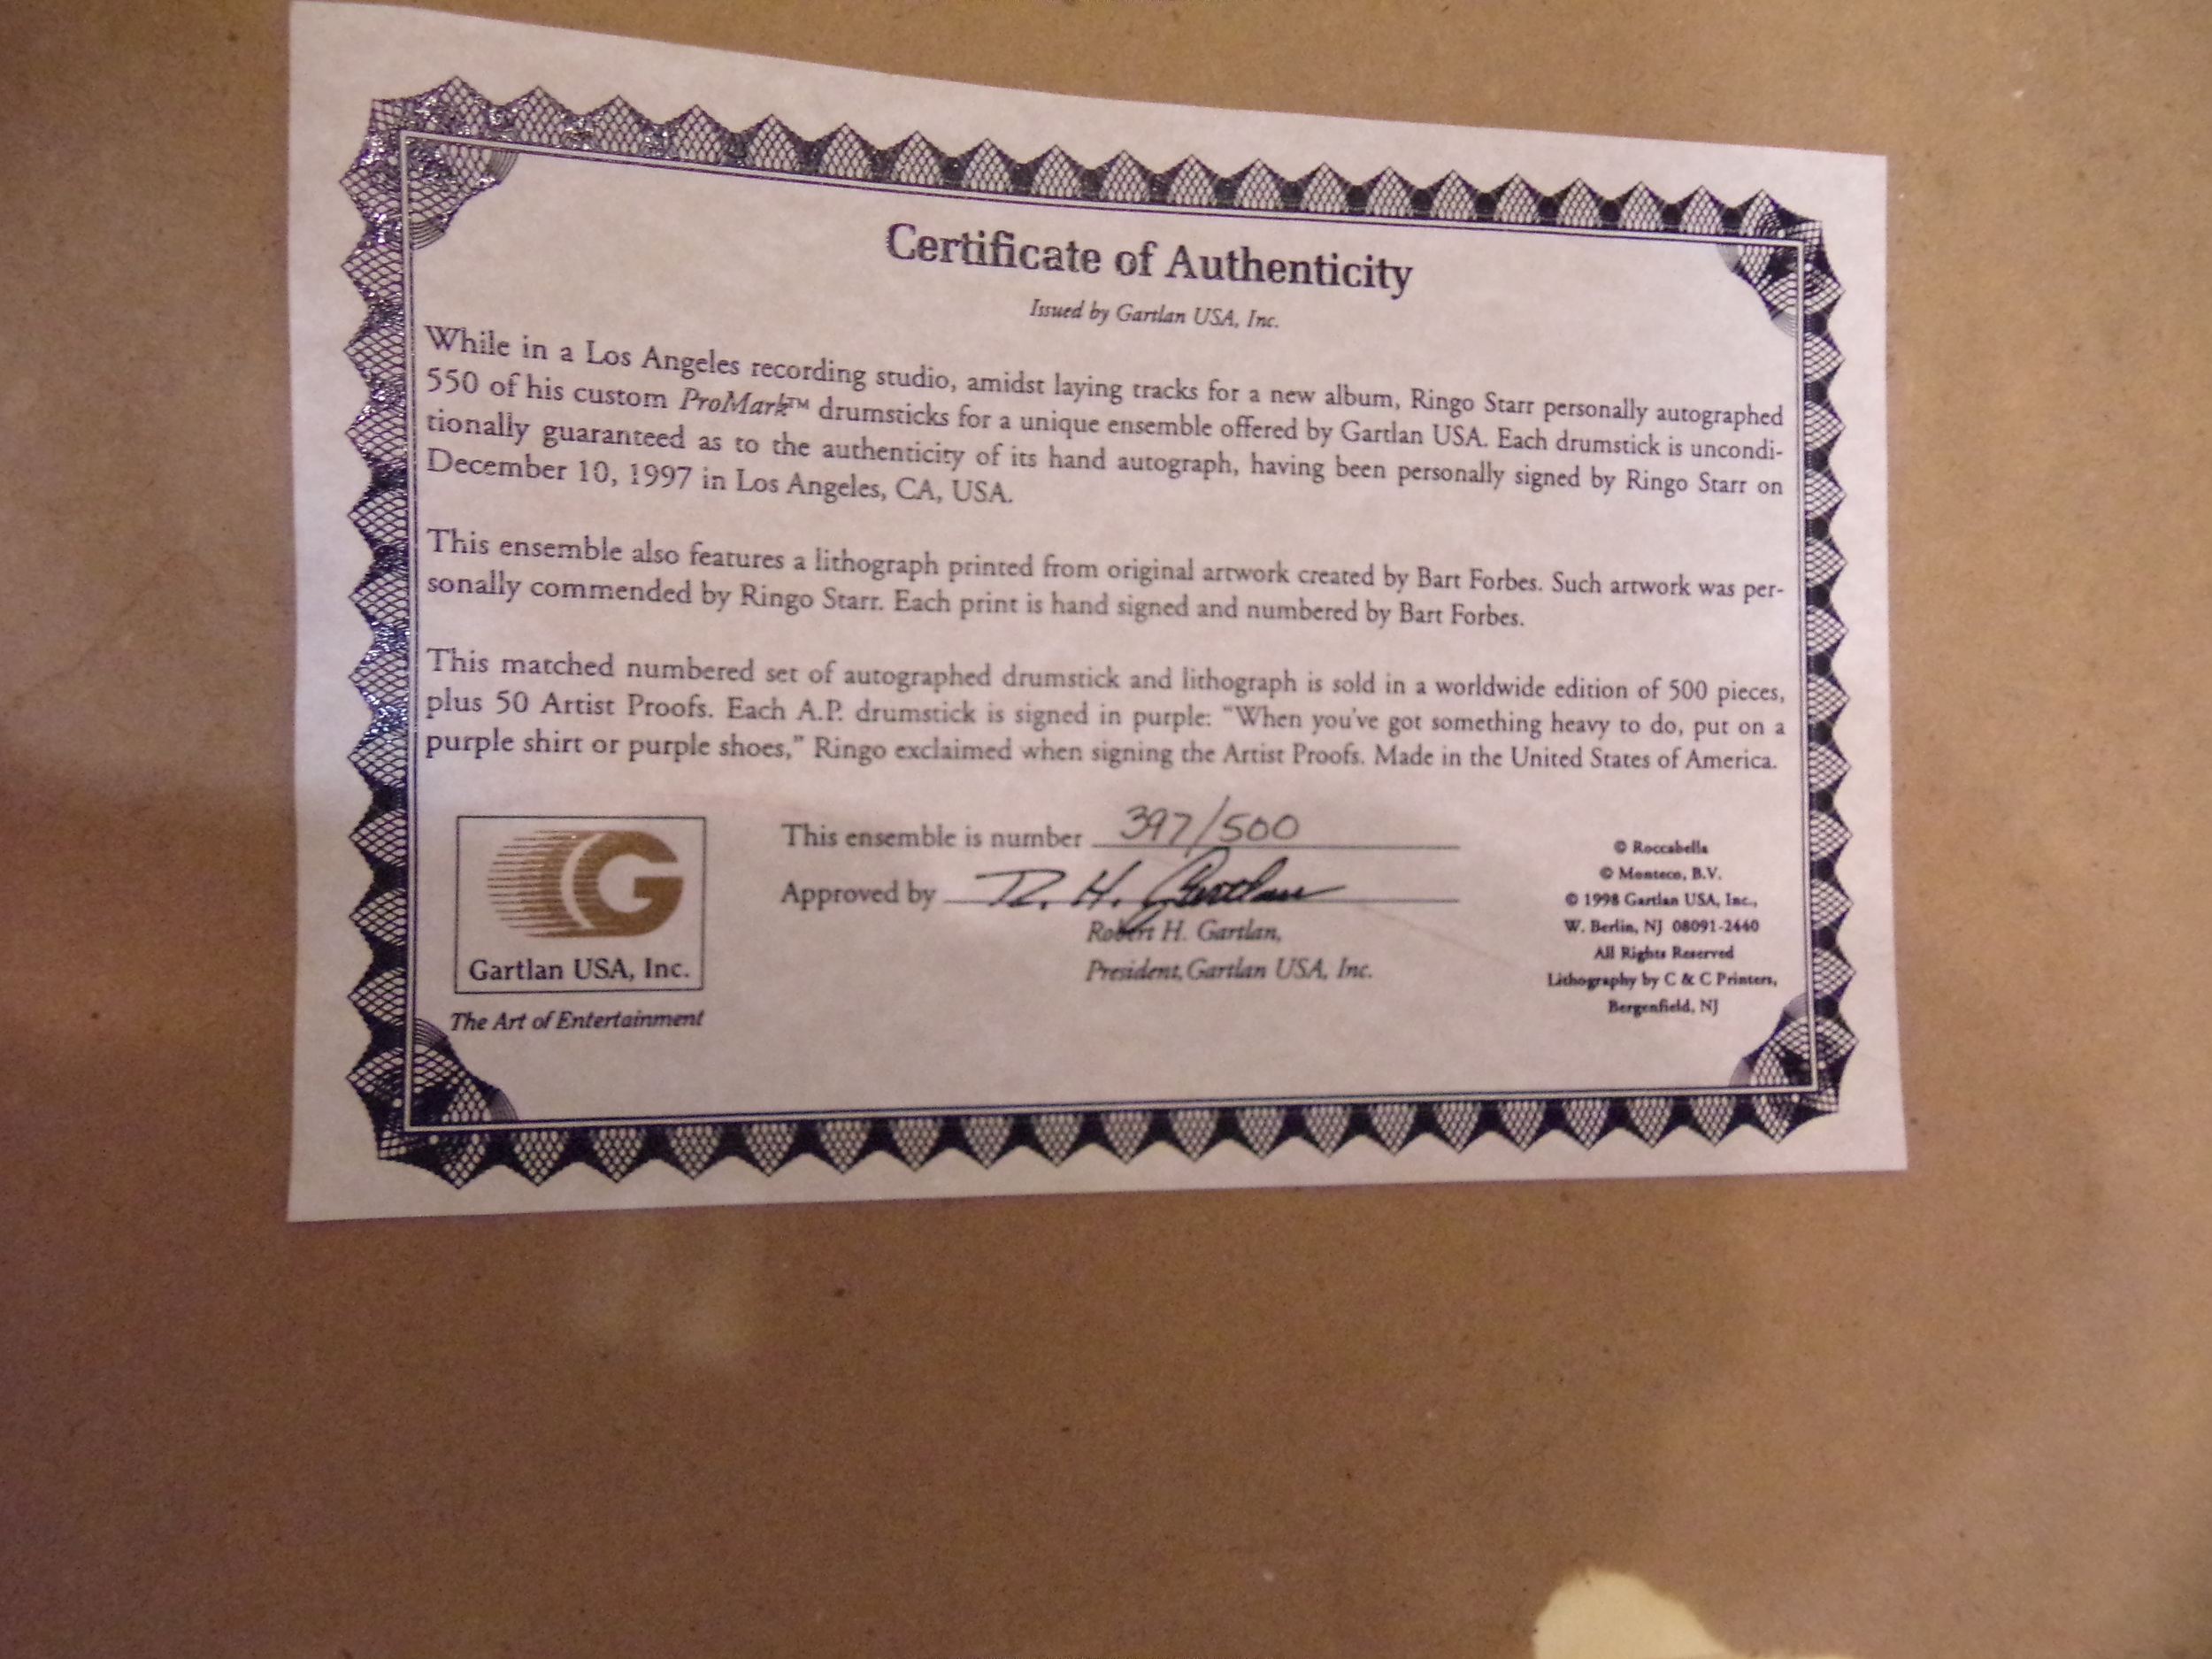 Certificate of Authenticity
Issued by Gartlan USA, Inc.
While in a Los Angeles recording studio, amidst laying tracks for a new album, Ringo Starr personally autographed
550 of his custom ProMark™ drumsticks for a unique ensemble offered by Gartlan USA. Each drumstick is uncondi-
tionally guaranteed as to the authenticity of its hand autograph, having been personally signed by Ringo Starr on
December 10, 1997 in Los Angeles, CA, USA.
This ensemble also features a lithograph printed from original artwork created by Bart Forbes. Such artwork was per-
sonally commended by Ringo Starr. Each print is hand signed and numbered by Bart Forbes.
This matched numbered set of autographed drumstick and lithograph is sold in a worldwide edition of 500 pieces,
plus 50 Artist Proofs. Each A.P. drumstick is signed in purple: “When you've got something heavy to do, put on a
purple shirt or purple shoes,” Ringo exclaimed when signing the Artist Proofs. Made in the United States of America.
G
Gartlan USA, Inc.
The Art of Entertainment
This ensemble is number 397/500
Approved by R. H. Gartlan
Robert H. Gartlan,
President, Gartlan USA, Inc.
© Roccabella
© Monteco, B.V.
© 1998 Gartlan USA, Inc.,
W. Berlin, NJ 08091-2440
All Rights Reserved
Lithography by C & C Printers,
Bergenfield, NJ